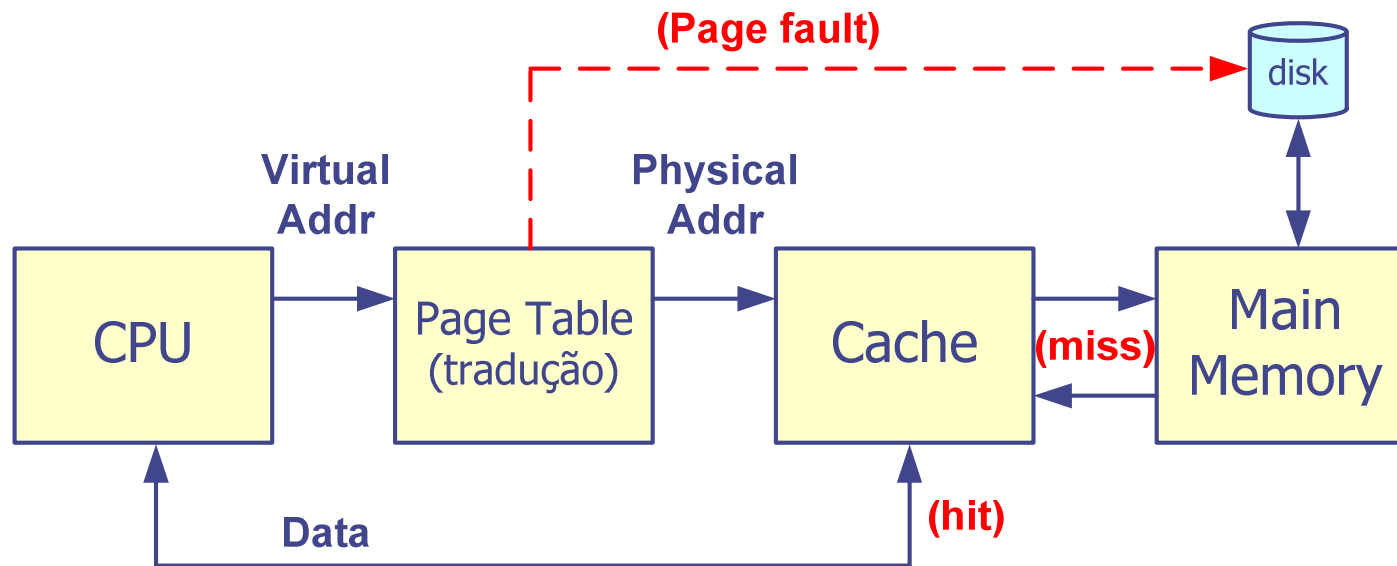 (Page fault)
disk
Virtual
Addr
Physical
Addr
CPU
Page Table
(tradução)
Cache
(miss)
Main
Memory
Data
(hit)